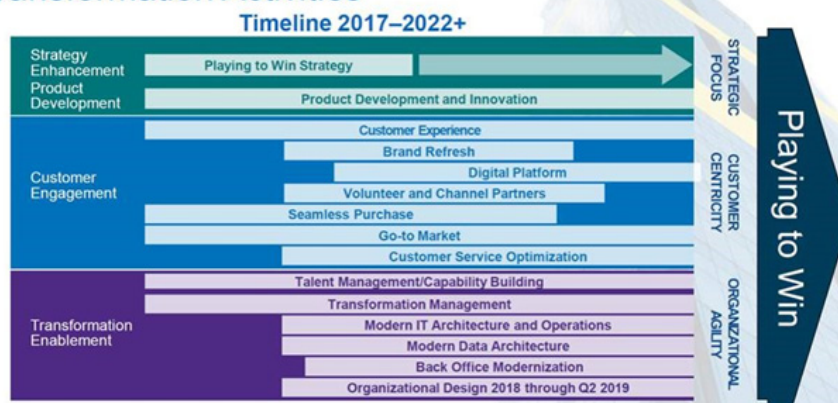 Timeline 2017–2022+
Strategy
Enhancement
Playing to Win Strategy
Product
Development
Product Development and Innovation
STRATEGIC
FOCUS
Customer
Engagement
Customer Experience
Brand Refresh
Digital Platform
Volunteer and Channel Partners
Seamless Purchase
Go-to Market
Customer Service Optimization
CUSTOMER
CENTRICITY
Transformation
Enablement
Talent Management/Capability Building
Transformation Management
Modern IT Architecture and Operations
Modern Data Architecture
Back Office Modernization
Organizational Design 2018 through Q2 2019
ORGANIZATIONAL
AGILITY
Playing to Win